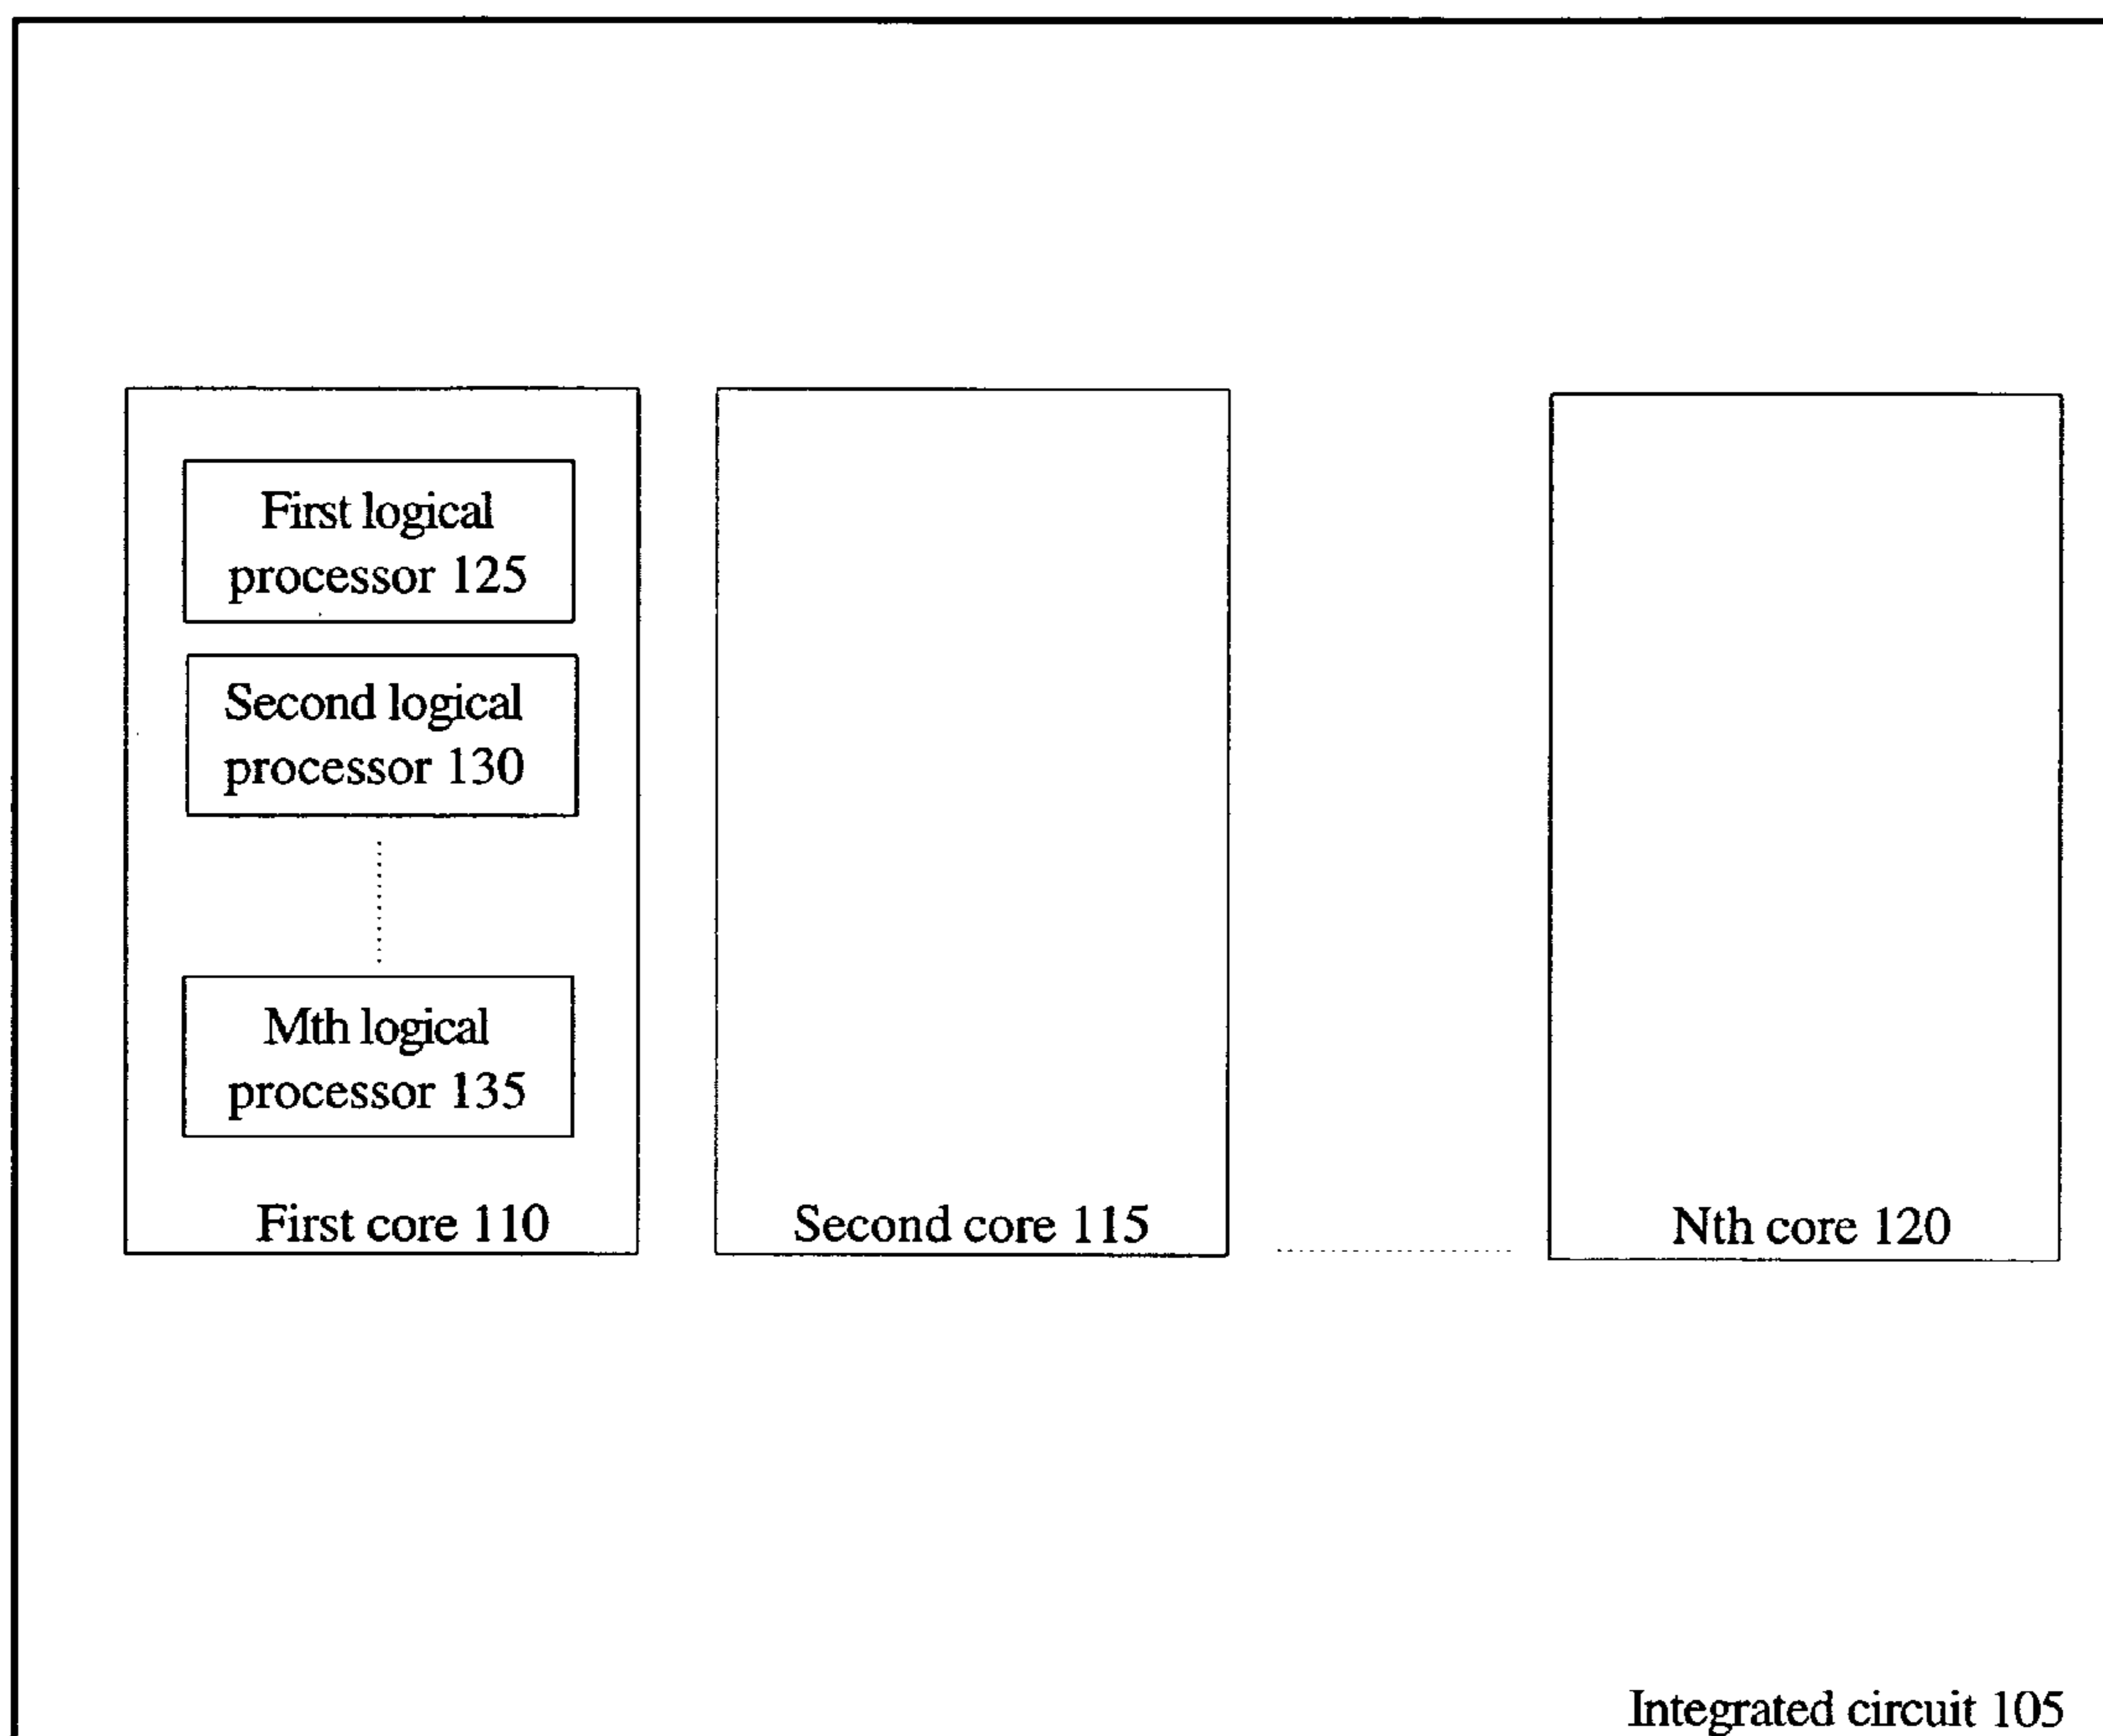 First logical
processor 125
Second logical
processor 130
Mth logical
processor 135
First core 110
Second core 115
Nth core 120
Integrated circuit 105